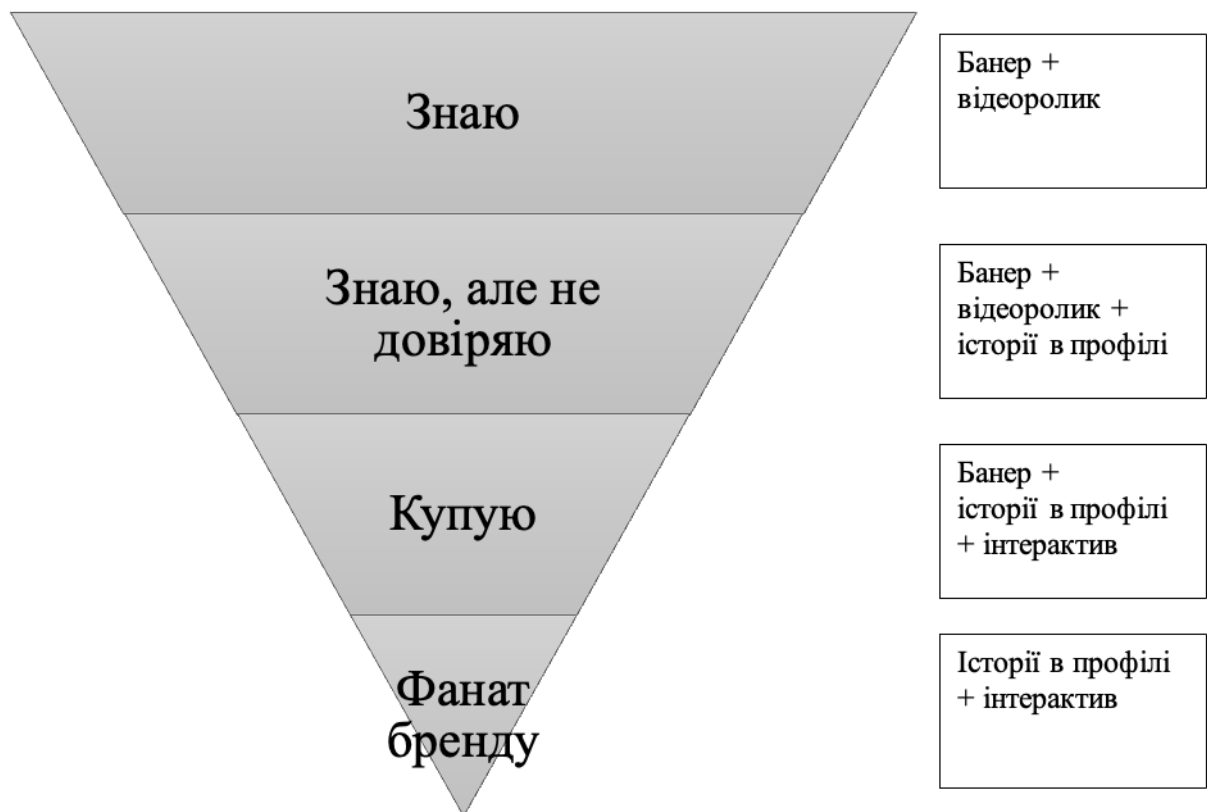 Знаю
Банер +
відеоролик
Знаю, але не
довіряю
Банер +
відеоролик +
історії в профілі
Купую
Банер +
історії в профілі
+ інтерактив
Фанат
бренду
Історії в профілі
+ інтерактив